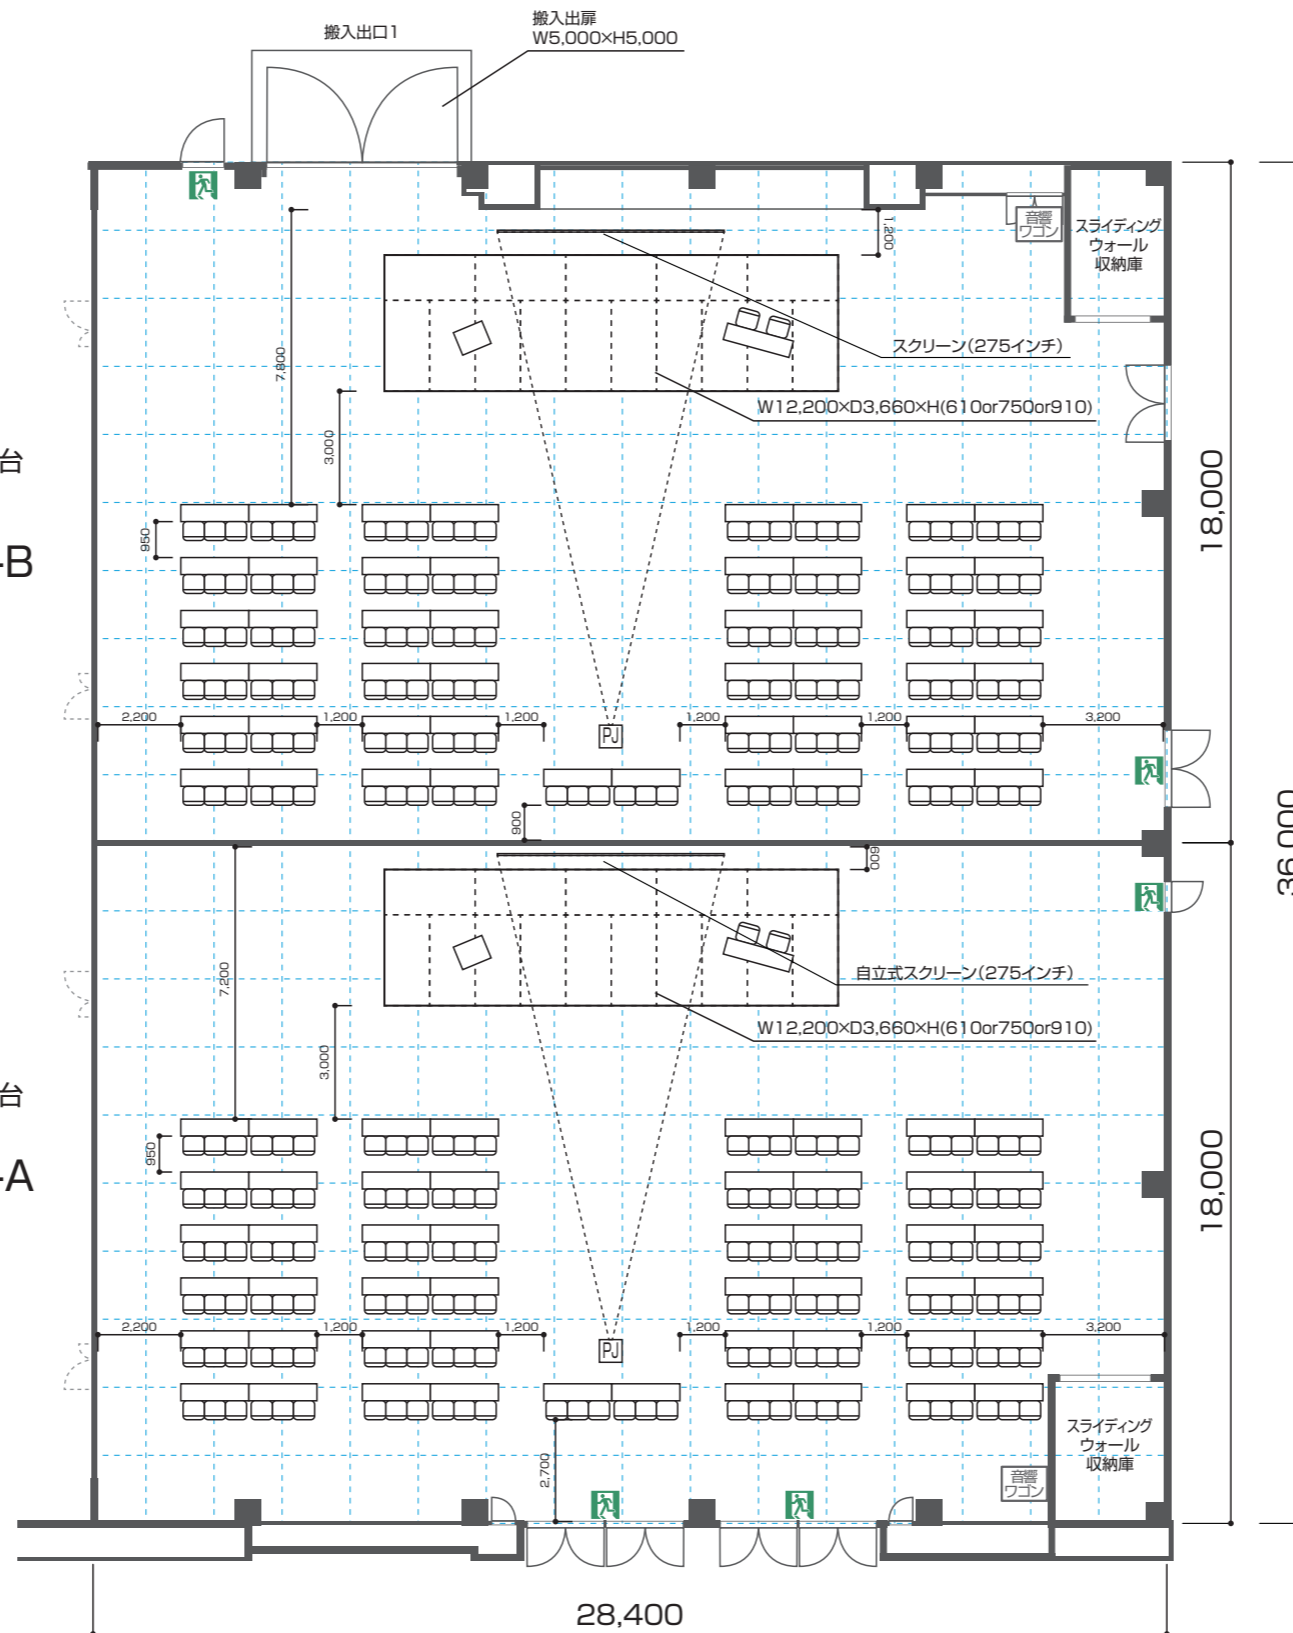 搬入出口1
搬入出扉
W5,000×H5,000
1,200
音響
ワゴン
スライディング
ウォール
収納庫
7,800
スクリーン(275インチ)
W12,200×D3,660×H(610or750or910)
3,000
台
-B
950
18,000
2,200
1,200
1,200
PJ
1,200
1,200
3,200
900
36,000
600
7,200
自立式スクリーン(275インチ)
W12,200×D3,660×H(610or750or910)
3,000
台
-A
950
18,000
2,200
1,200
1,200
PJ
1,200
1,200
3,200
2,700
音響
ワゴン
スライディング
ウォール
収納庫
28,400